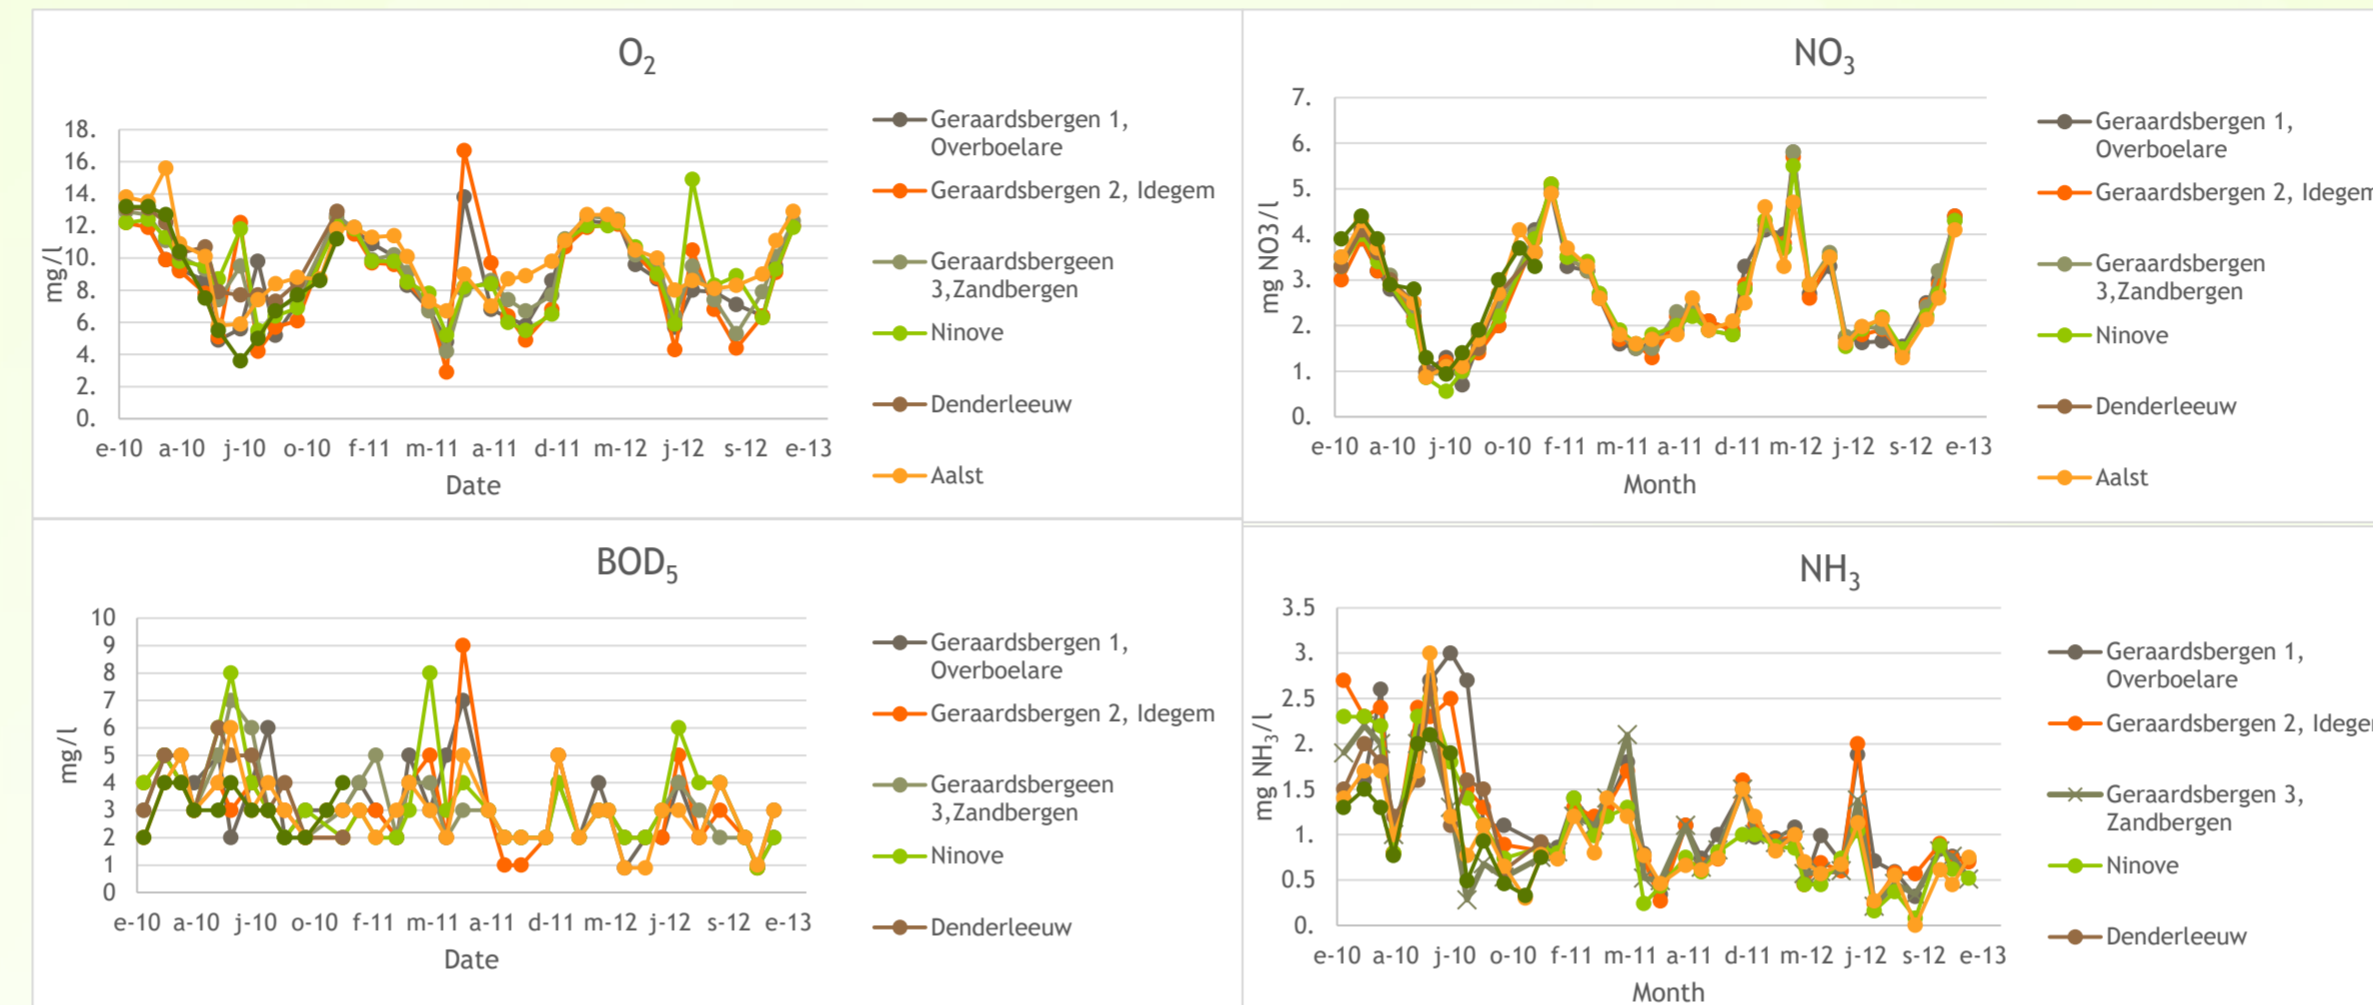 O2
18.
16.
14.
12.
10.
8.
6.
4.
2.
0.
mg/l
e-10 a-10 j-10 o-10 f-11 m-11 a-11 d-11 m-12 j-12 s-12 e-13
Date
Geraardsbergen 1,
Overboelare
Geraardsbergen 2, Idegem
Geraardsbergeen
3,Zandbergen
Ninove
Denderleeuw
Aalst
NO3
7.
6.
5.
4.
3.
2.
1.
0.
mg NO3/l
e-10 a-10 j-10 o-10 f-11 m-11 a-11 d-11 m-12 j-12 s-12 e-13
Month
Geraardsbergen 1,
Overboelare
Geraardsbergen 2, Idegem
Geraardsbergen
3,Zandbergen
Ninove
Denderleeuw
Aalst
BOD5
10
9
8
7
6
5
4
3
2
1
0
mg/l
e-10 a-10 j-10 o-10 f-11 m-11 a-11 d-11 m-12 j-12 s-12 e-13
Date
Geraardsbergen 1,
Overboelare
Geraardsbergen 2, Idegem
Geraardsbergeen
3,Zandbergen
Ninove
Denderleeuw
NH3
3.5
3.
2.5
2.
1.5
1.
0.5
0.
mg NH3/l
e-10 a-10 j-10 o-10 f-11 m-11 a-11 d-11 m-12 j-12 s-12 e-13
Month
Geraardsbergen 1,
Overboelare
Geraardsbergen 2, Idege
Geraardsbergen 3,
Zandbergen
Ninove
Denderleeuw